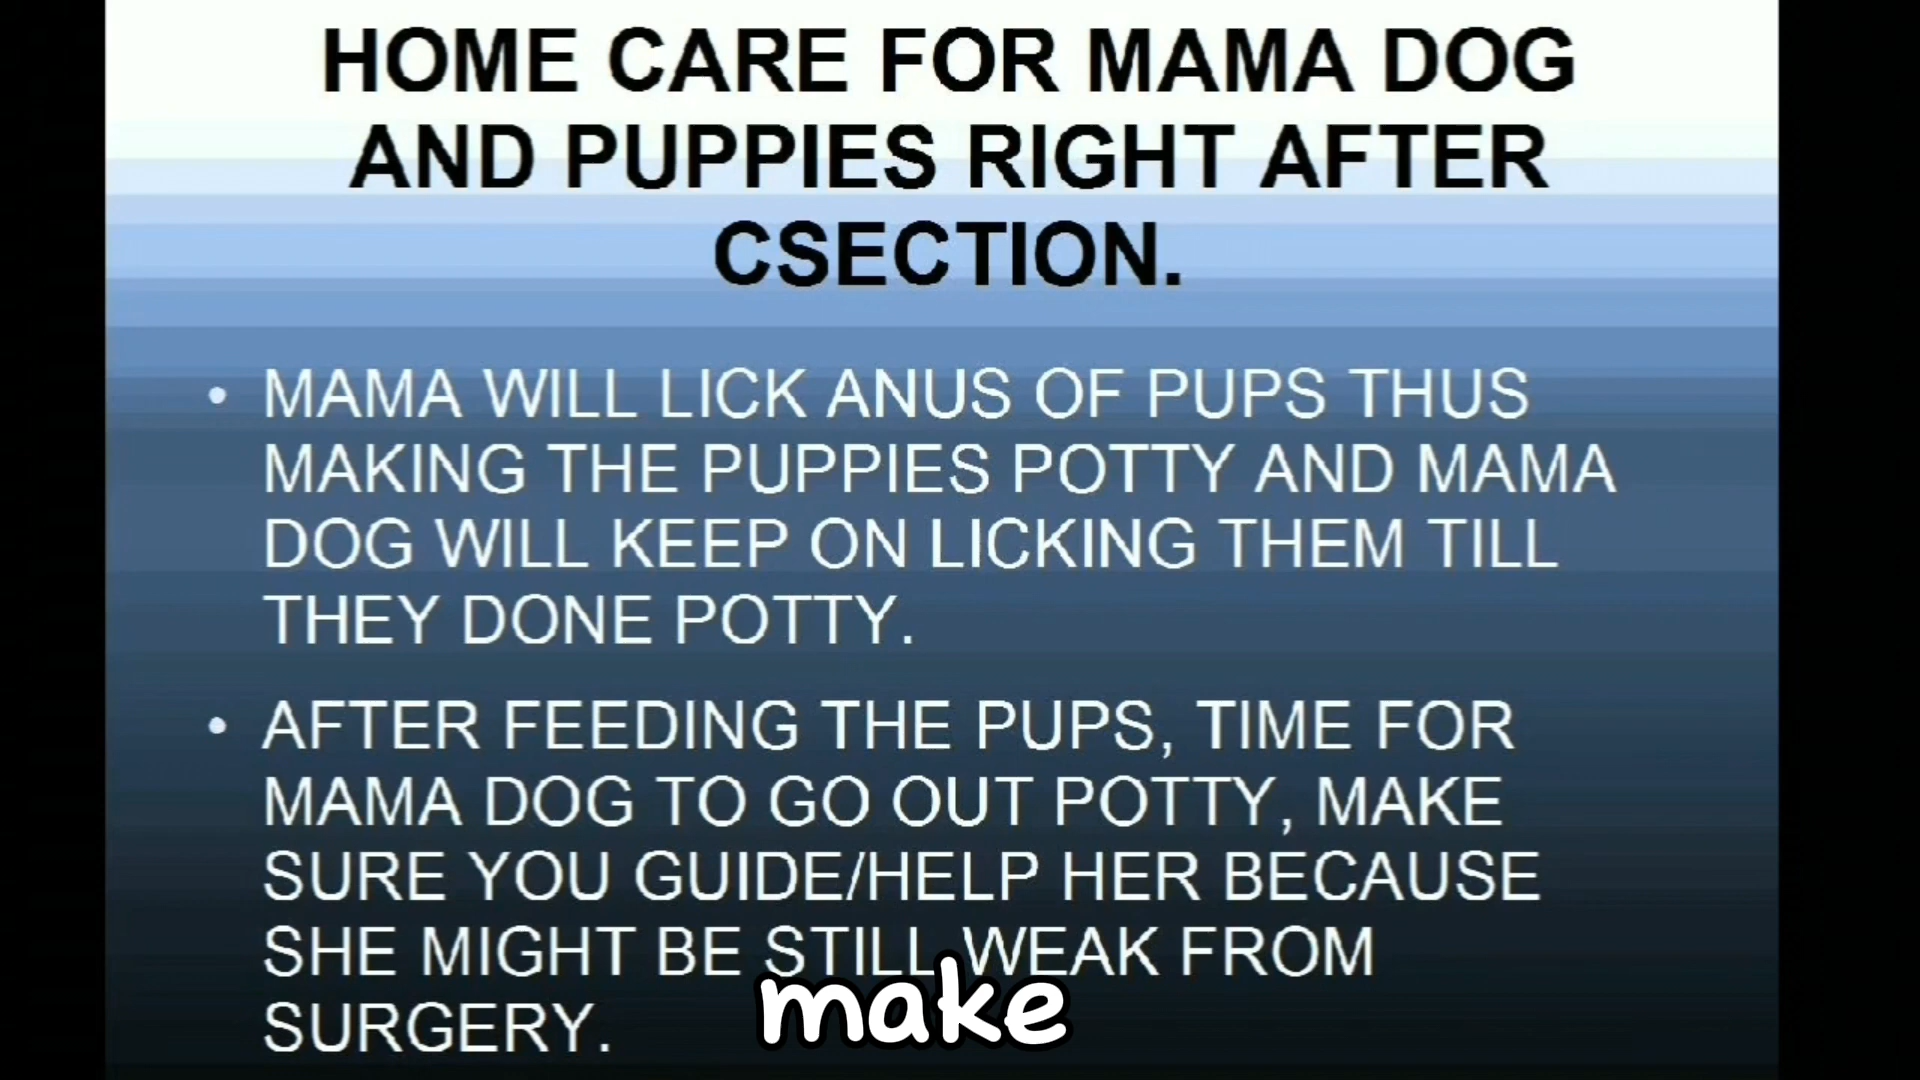 HOME CARE FOR MAMA DOG
AND PUPPIES RIGHT AFTER
CSECTION.
• MAMA WILL LICK ANUS OF PUPS THUS
MAKING THE PUPPIES POTTY AND MAMA
DOG WILL KEEP ON LICKING THEM TILL
THEY DONE POTTY.
• AFTER FEEDING THE PUPS, TIME FOR
MAMA DOG TO GO OUT POTTY, MAKE
SURE YOU GUIDE/HELP HER BECAUSE
SHE MIGHT BE STILL WEAK FROM
SURGERY.
make